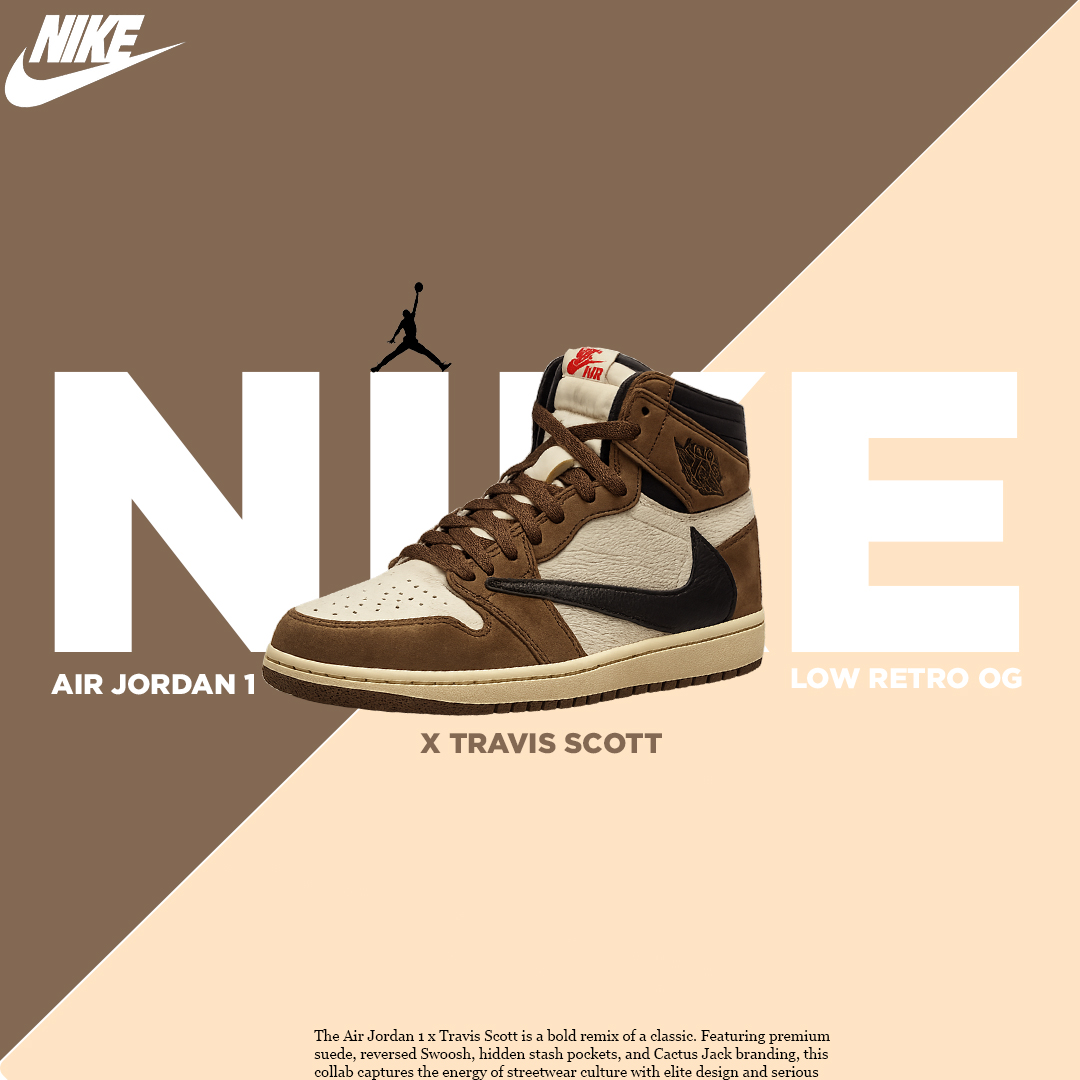 NIKE
NIKE
AIR JORDAN 1
LOW RETRO OG
X TRAVIS SCOTT
The Air Jordan 1 x Travis Scott is a bold remix of a classic. Featuring premium
suede, reversed Swoosh, hidden stash pockets, and Cactus Jack branding, this
collab captures the energy of streetwear culture with elite design and serious